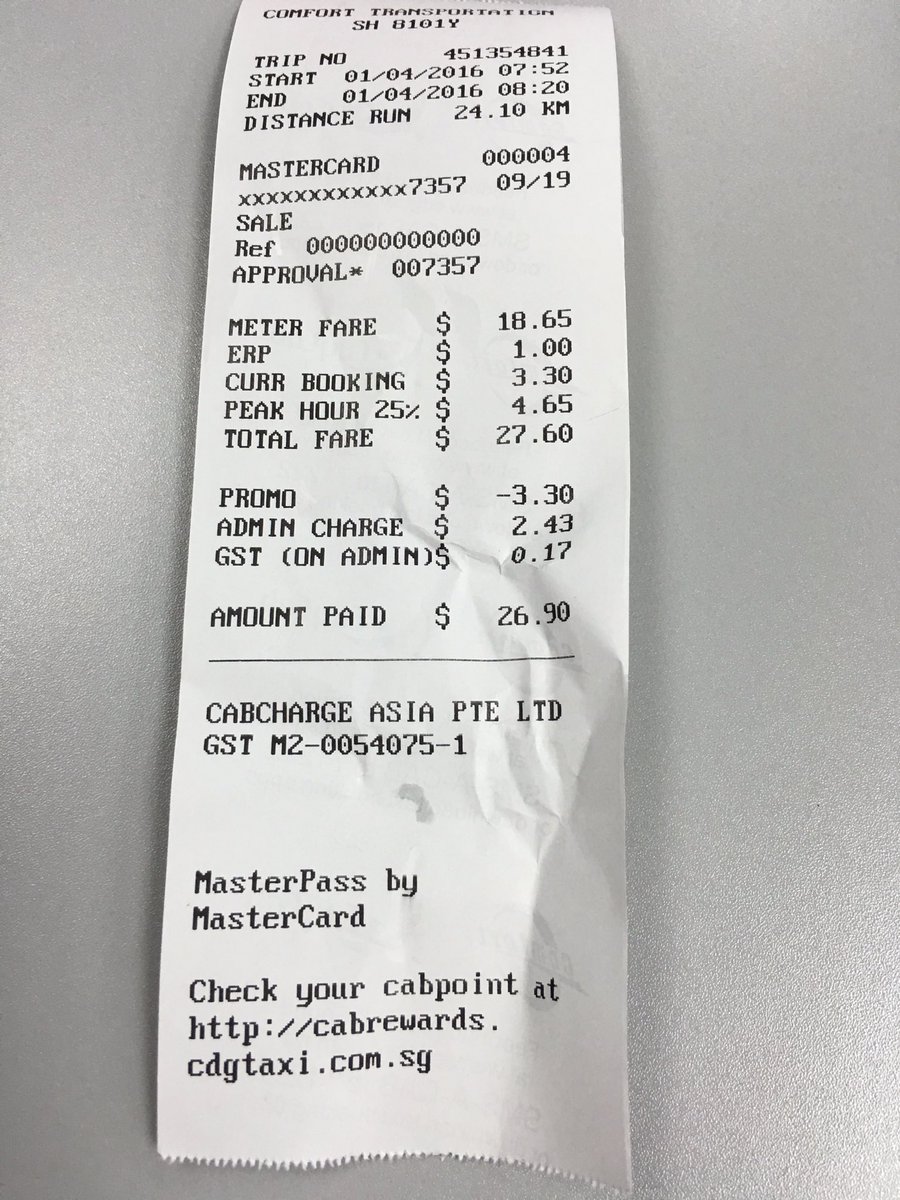 COMFORT TRANSPORTATION
SH 8101Y
TRIP NO 451354841
START 01/04/2016 07:52
END 01/04/2016 08:20
DISTANCE RUN 24.10 KM
MASTERCARD 000004
xxxxxxxxxxxx7357 09/19
SALE
Ref 000000000000
APPROVAL* 007357
METER FARE $ 18.65
ERP $ 1.00
CURR BOOKING $ 3.30
PEAK HOUR 25% $ 4.65
TOTAL FARE $ 27.60
PROMO $ -3.30
ADMIN CHARGE $ 2.43
GST (ON ADMIN)$ 0.17
AMOUNT PAID $ 26.90
CABCHARGE ASIA PTE LTD
GST M2-0054075-1
MasterPass by
MasterCard
Check your cabpoint at
http://cabrewards.
cdgtaxi.com.sg